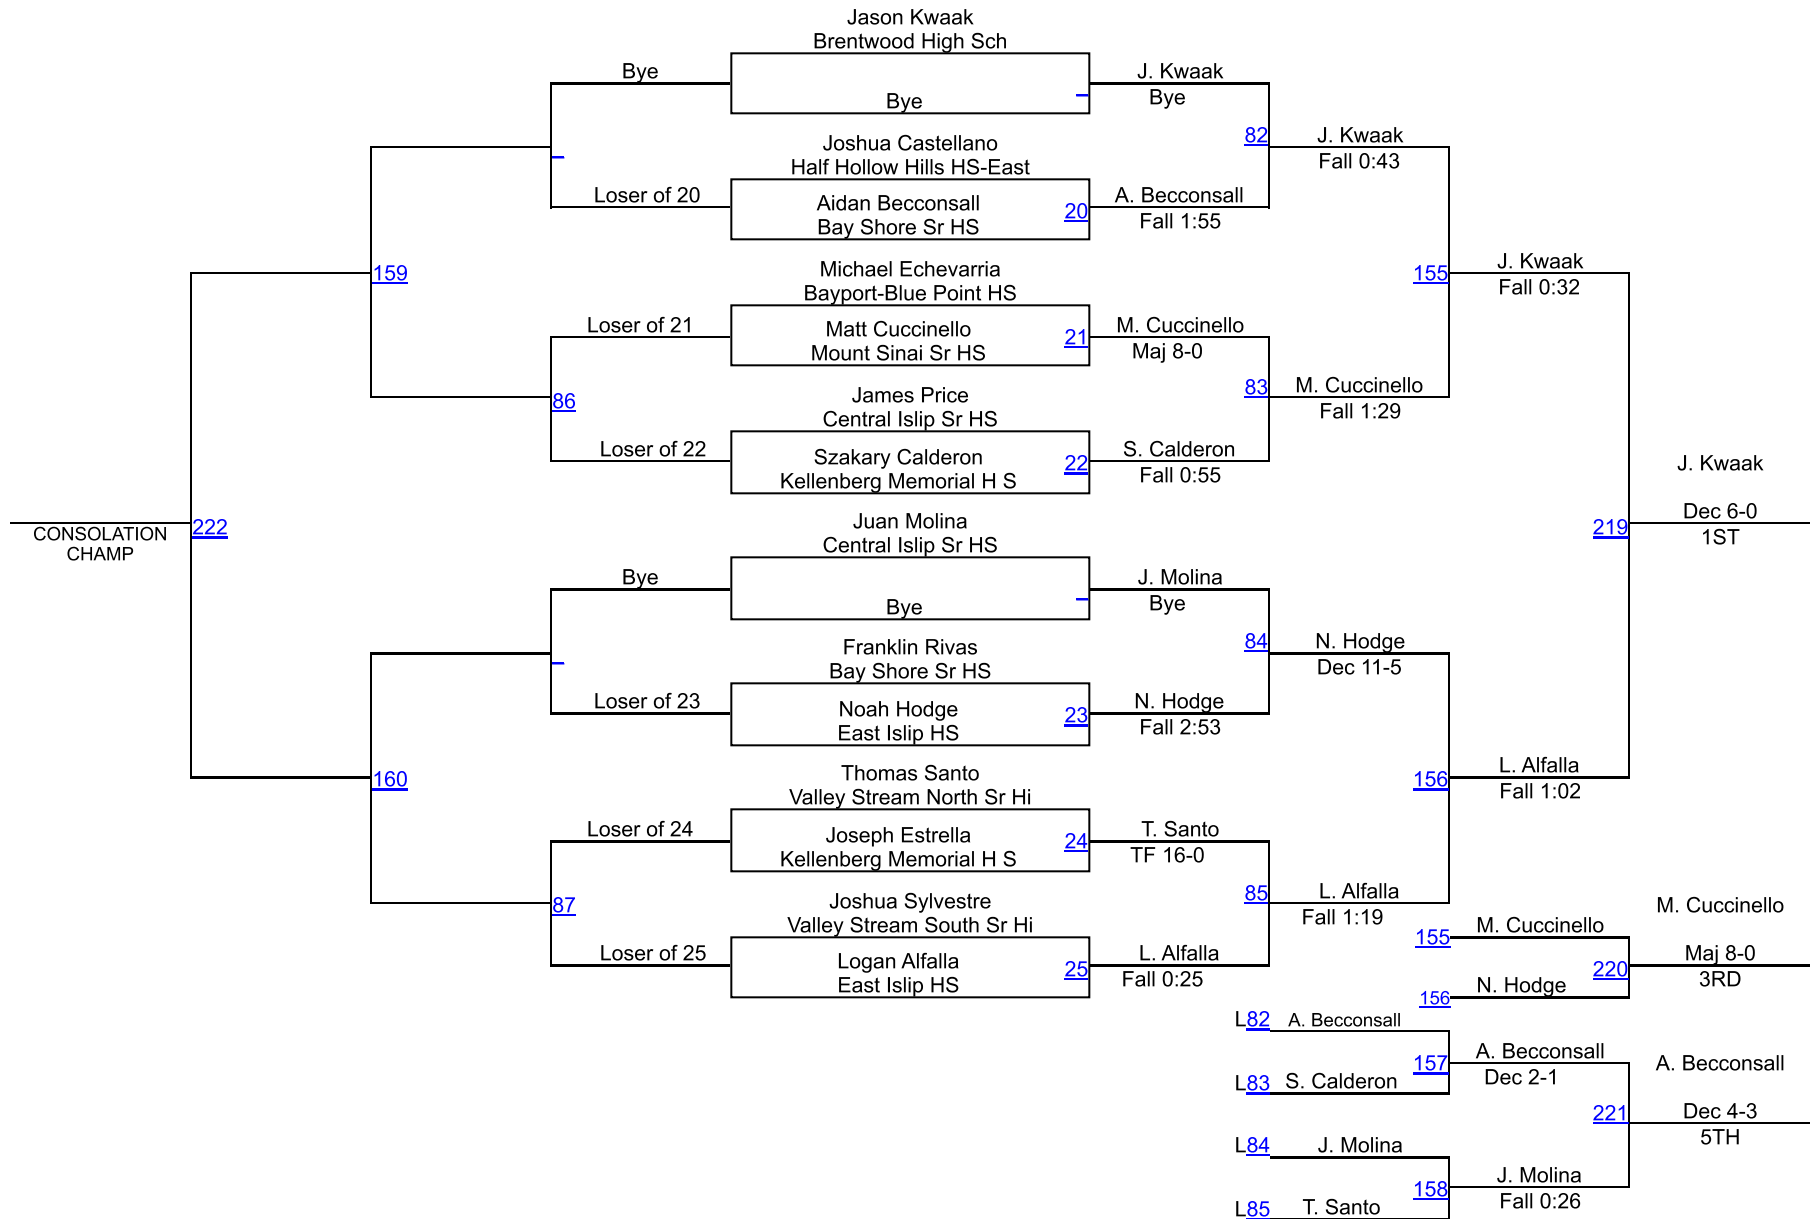 Jason Kwaak
Brentwood High Sch
Bye
J. Kwaak
Bye
Bye
Joshua Castellano
82
J. Kwaak
Half Hollow Hills HS-East
Fall 0:43
Loser of 20
Aidan Becconsall
20
A. Becconsall
Bay Shore Sr HS
Fall 1:55
159
Michael Echevarria
155
J. Kwaak
Bayport-Blue Point HS
Fall 0:32
Loser of 21
Matt Cuccinello
21
M. Cuccinello
Mount Sinai Sr HS
Maj 8-0
86
James Price
83
M. Cuccinello
Central Islip Sr HS
Fall 1:29
Loser of 22
Szakary Calderon
22
S. Calderon
Kellenberg Memorial H S
Fall 0:55
J. Kwaak
CONSOLATION
CHAMP
222
Juan Molina
219
Dec 6-0
Central Islip Sr HS
1ST
Bye
J. Molina
Bye
Bye
Franklin Rivas
84
N. Hodge
Bay Shore Sr HS
Dec 11-5
Loser of 23
Noah Hodge
23
N. Hodge
East Islip HS
Fall 2:53
160
Thomas Santo
156
L. Alfalla
Valley Stream North Sr Hi
Fall 1:02
Loser of 24
Joseph Estrella
24
T. Santo
Kellenberg Memorial H S
TF 16-0
87
Joshua Sylvestre
85
L. Alfalla
Valley Stream South Sr Hi
Fall 1:19
Loser of 25
Logan Alfalla
25
L. Alfalla
East Islip HS
Fall 0:25
M. Cuccinello
155
M. Cuccinello
220
Maj 8-0
3RD
156
N. Hodge
L82
A. Becconsall
157
A. Becconsall
Dec 2-1
A. Becconsall
L83
S. Calderon
221
Dec 4-3
5TH
L84
J. Molina
158
J. Molina
Fall 0:26
L85
T. Santo